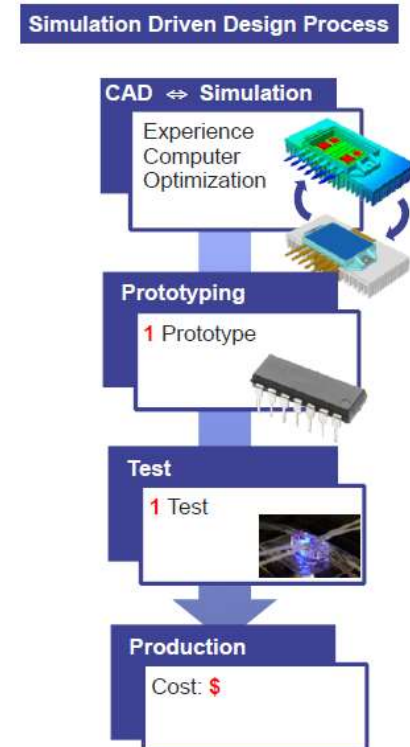 Simulation Driven Design Process
CAD ⇔ Simulation
Experience
Computer
Optimization
Prototyping
1 Prototype
Test
1 Test
Production
Cost: $